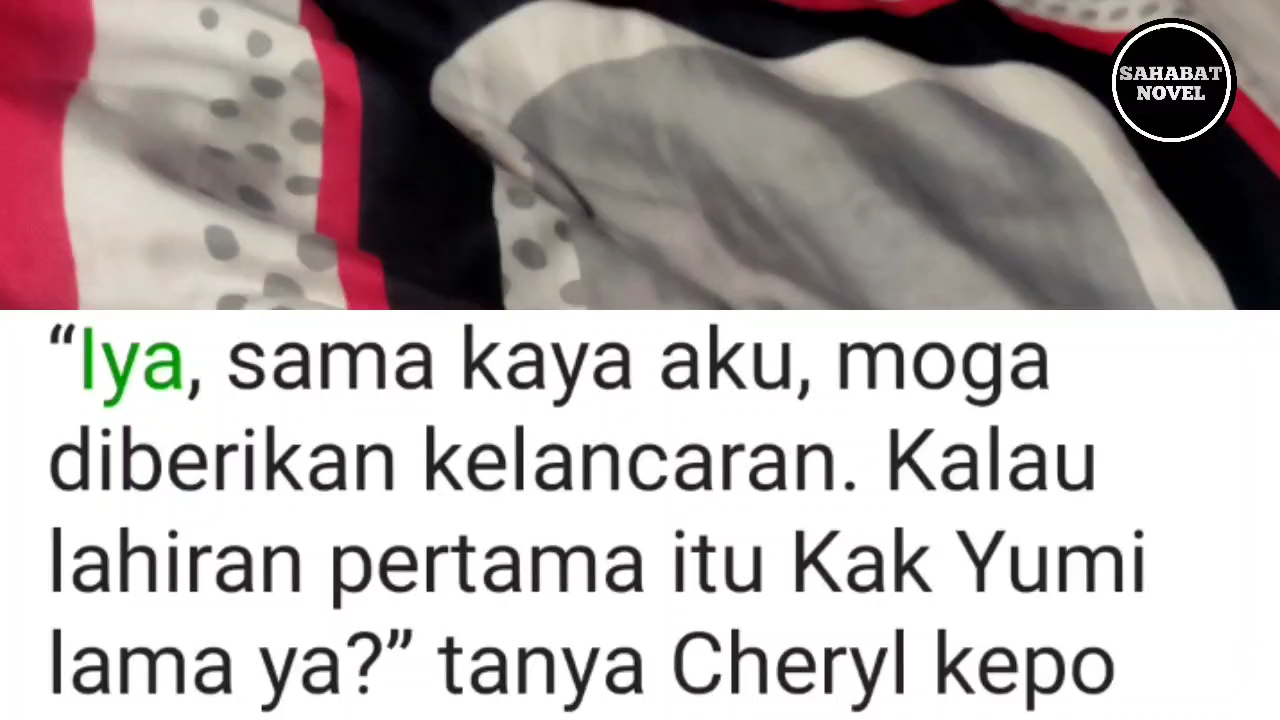 SAHABAT
NOVEL
“Iya, sama kaya aku, moga
diberikan kelancaran. Kalau
lahiran pertama itu Kak Yumi
lama ya?” tanya Cheryl kepo